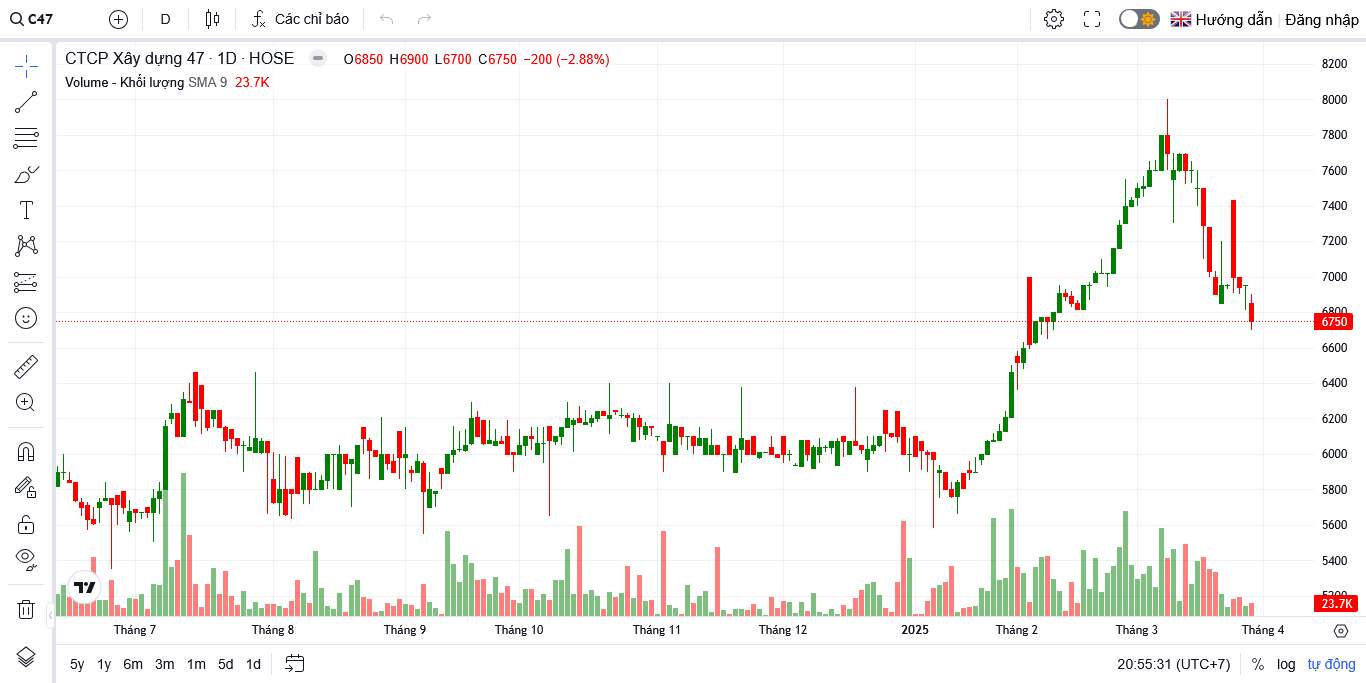 C47 D Các chỉ báo Hướng dẫn Đăng nhập
CTCP Xây dựng 47 · 1D · HOSE O6850 H6900 L6700 C6750 −200 (−2.88%)
Volume - Khối lượng SMA 9 23.7K
8200
8000
7800
7600
7400
7200
7000
6800
6750
6600
6400
6200
6000
5800
5600
5400
5200
23.7K
Tháng 7 Tháng 8 Tháng 9 Tháng 10 Tháng 11 Tháng 12 2025 Tháng 2 Tháng 3 Tháng 4
5y 1y 6m 3m 1m 5d 1d 20:55:31 (UTC+7) % log tự động